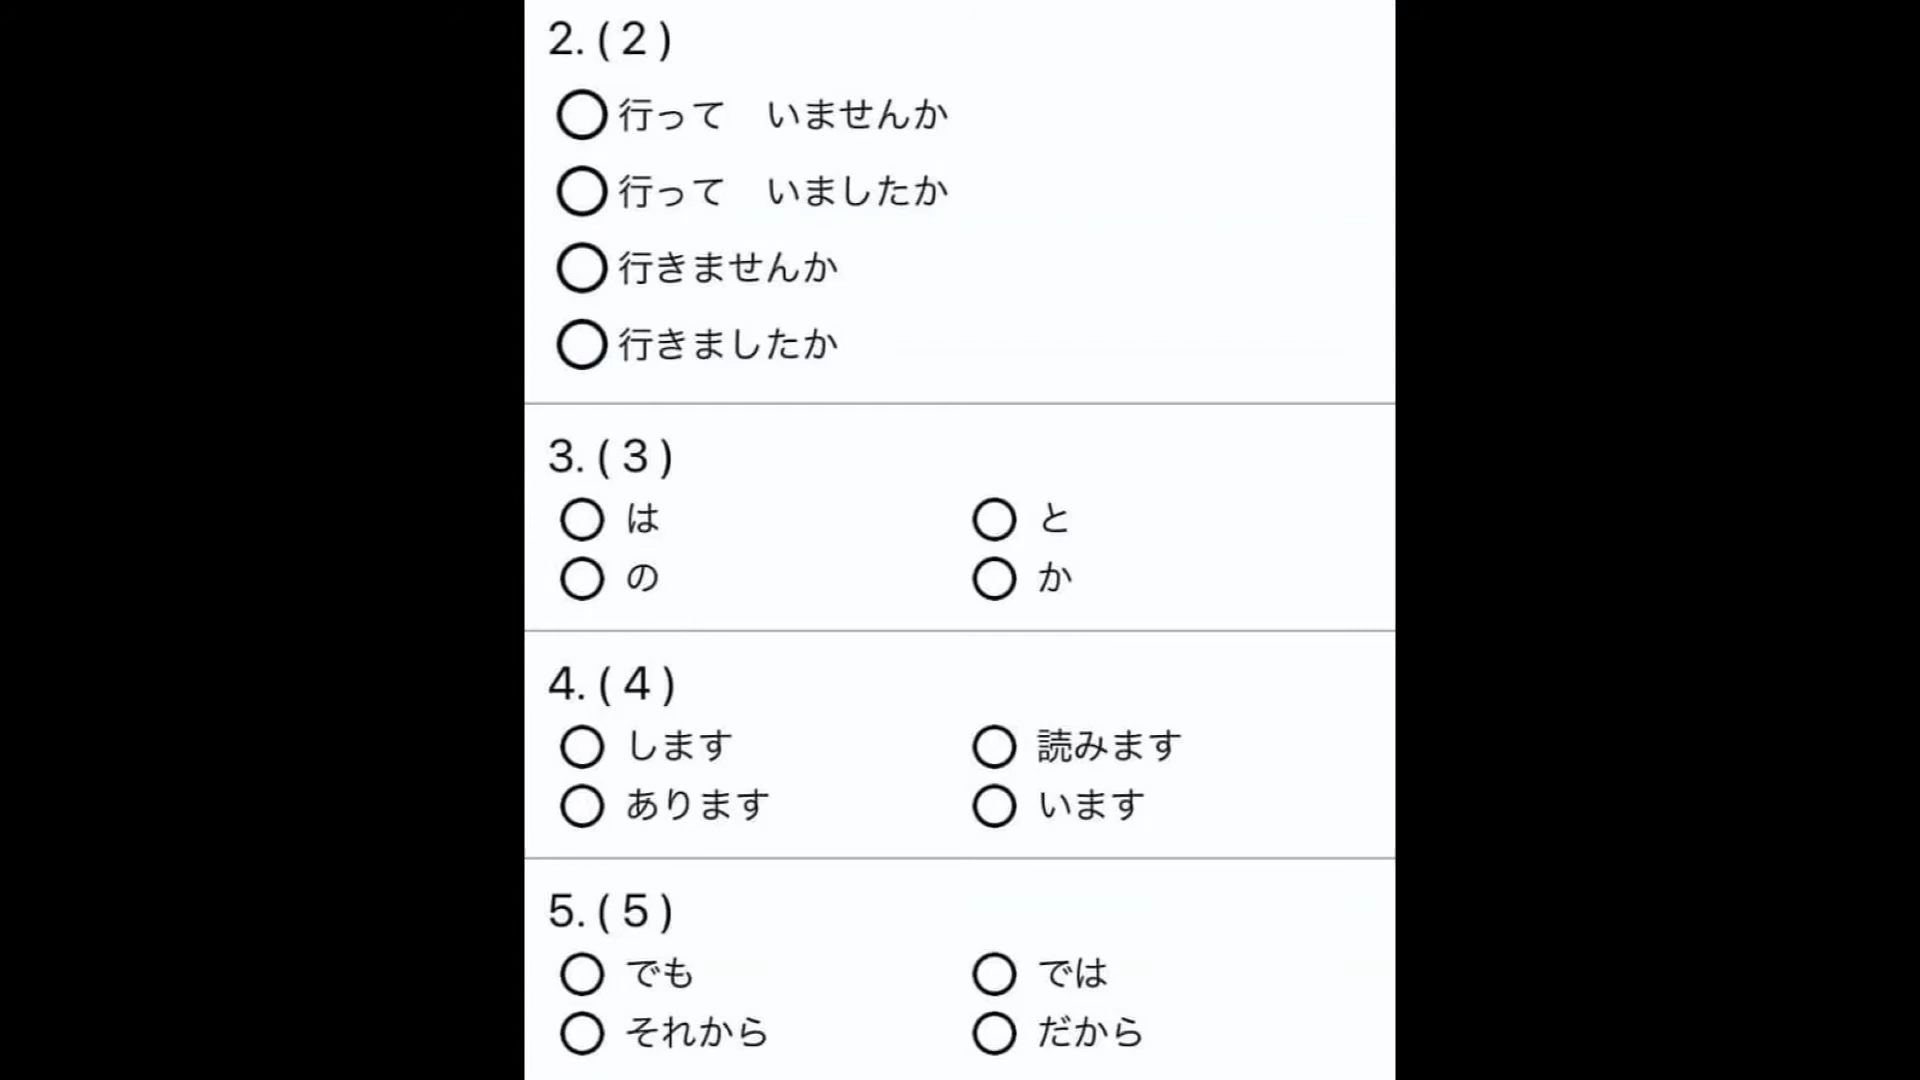 2. ( 2 )
行って　いませんか
行って　いましたか
行きませんか
行きましたか
3. ( 3 )
は　と
の　か
4. ( 4 )
します　読みます
あります　います
5. ( 5 )
でも　では
それから　だから